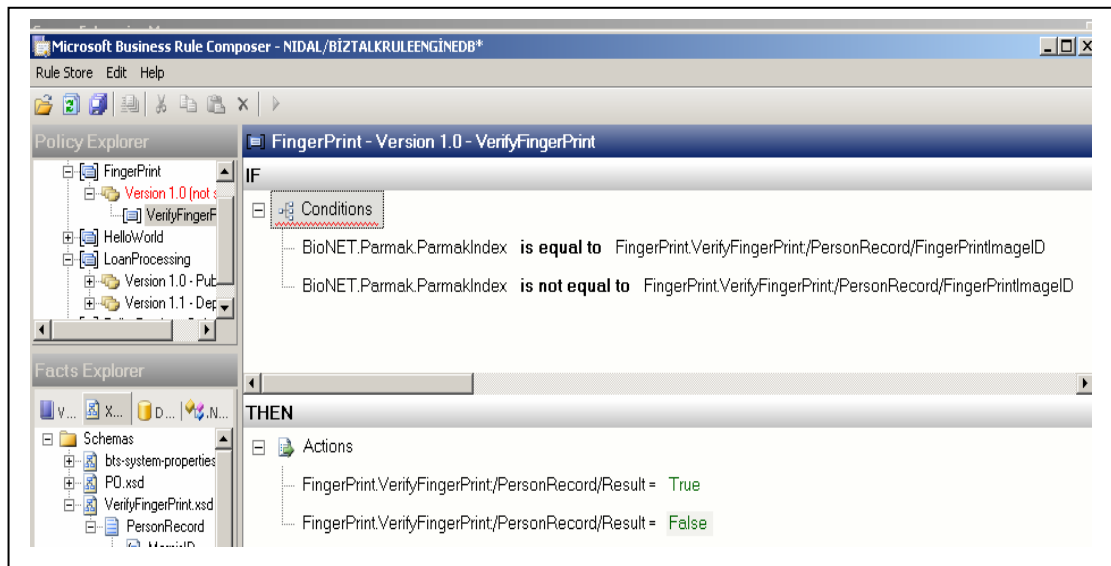 Microsoft Business Rule Composer - NIDAL/BİZTALKRULEENGİNEDB*
Rule Store Edit Help
Policy Explorer
FingerPrint
Version 1.0 (not s
VerifyFingerF
HelloWorld
LoanProcessing
Version 1.0 - Pub
Version 1.1 - Dep
Facts Explorer
V... X... D... .N...
Schemas
bts-system-properties
PO.xsd
VerifyFingerPrint.xsd
PersonRecord
FingerPrint - Version 1.0 - VerifyFingerPrint
IF
Conditions
BioNET.Parmak.ParmakIndex is equal to FingerPrint.VerifyFingerPrint:/PersonRecord/FingerPrintImageID
BioNET.Parmak.ParmakIndex is not equal to FingerPrint.VerifyFingerPrint:/PersonRecord/FingerPrintImageID
THEN
Actions
FingerPrint.VerifyFingerPrint:/PersonRecord/Result = True
FingerPrint.VerifyFingerPrint:/PersonRecord/Result = False